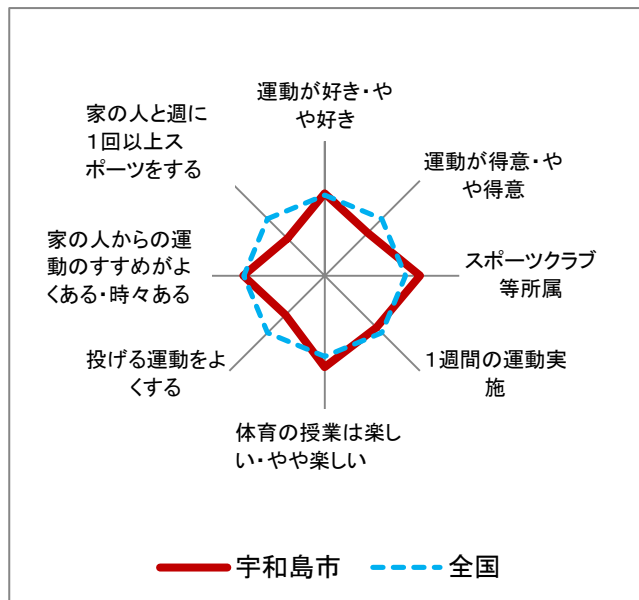 運動が好き・や
や好き
運動が得意・や
や得意
スポーツクラブ
等所属
1週間の運動実
施
体育の授業は楽し
い・やや楽しい
投げる運動をよ
くする
家の人からの運
動のすすめがよ
くある・時々ある
家の人と週に
1回以上ス
ポーツをする
宇和島市
全国